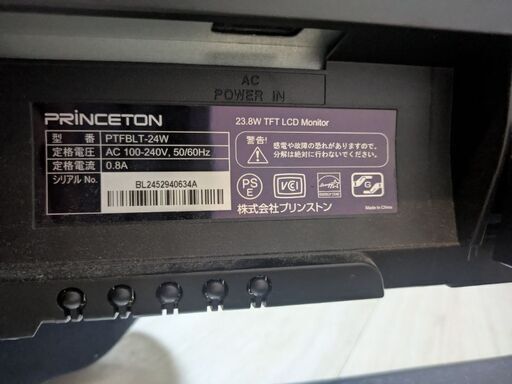 AC
POWER IN
PRINCETON
型 番 PTFBLT-24W
定格電圧 AC 100-240V, 50/60Hz
定格電流 0.8A
シリアル No. BL2452940634A
23.8W TFT LCD Monitor
警告!
感電や故障の恐れがありますので、
分解は絶対に行わないでください。
PS
E
VCI
株式会社プリンストン
Made in China